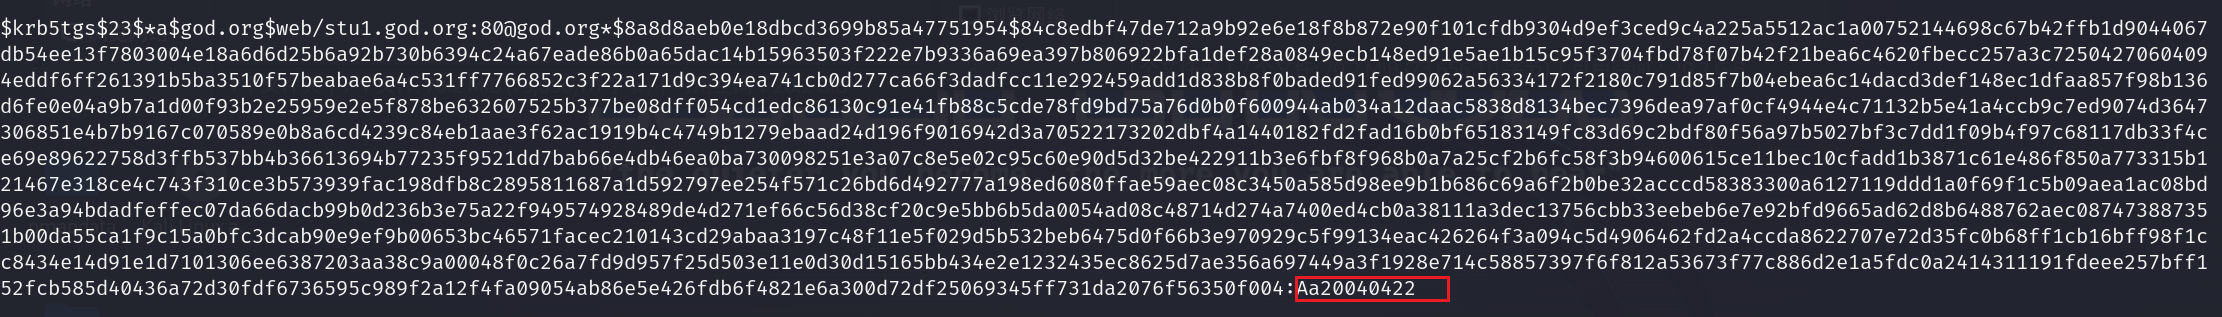 $krb5tgs$23$*a$god.org$web/stu1.god.org:80@god.org*$8a8d8aeb0e18dbcd3699b85a47751954$84c8edbf47de712a9b92e6e18f8b872e90f101cfdb9304d9ef3ced9c4a225a5512ac1a00752144698c67b42ffb1d9044067
db54ee13f7803004e18a6d6d25b6a92b730b6394c24a67eade86b0a65dac14b15963503f222e7b9336a69ea397b806922bfa1def28a0849ecb148ed91e5ae1b15c95f3704fbd78f07b42f21bea6c4620fbecc257a3c7250427060409
4eddf6ff261391b5ba3510f57beabae6a4c531ff7766852c3f22a171d9c394ea741cb0d277ca66f3dadfcc11e292459add1d838b8f0baded91fed99062a56334172f2180c791d85f7b04ebea6c14dacd3def148ec1dfaa857f98b136
d6fe0e04a9b7a1d00f93b2e25959e2e5f878be632607525b377be08dff054cd1edc86130c91e41fb88c5cde78fd9bd75a76d0b0f600944ab034a12daac5838d8134bec7396dea97af0cf4944e4c71132b5e41a4ccb9c7ed9074d3647
306851e4b7b9167c070589e0b8a6cd4239c84eb1aae3f62ac1919b4c4749b1279ebaad24d196f9016942d3a70522173202dbf4a1440182fd2fad16b0bf65183149fc83d69c2bdf80f56a97b5027bf3c7dd1f09b4f97c68117db33f4c
e69e89622758d3ffb537bb4b36613694b77235f9521dd7bab66e4db46ea0ba730098251e3a07c8e5e02c95c60e90d5d32be422911b3e6fbf8f968b0a7a25cf2b6fc58f3b94600615ce11bec10cfadd1b3871c61e486f850a773315b1
21467e318ce4c743f310ce3b573939fac198dfb8c2895811687a1d592797ee254f571c26bd6d492777a198ed6080ffae59aec08c3450a585d98ee9b1b686c69a6f2b0be32acccd58383300a6127119ddd1a0f69f1c5b09aea1ac08bd
96e3a94bdadfeffec07da66dacb99b0d236b3e75a22f949574928489de4d271ef66c56d38cf20c9e5bb6b5da0054ad08c48714d274a7400ed4cb0a38111a3dec13756cbb33eebeb6e7e92bfd9665ad62d8b6488762aec08747388735
1b00da55ca1f9c15a0bfc3dcab90e9ef9b00653bc46571facec210143cd29abaa3197c48f11e5f029d5b532beb6475d0f66b3e970929c5f99134eac426264f3a094c5d4906462fd2a4ccda8622707e72d35fc0b68ff1cb16bff98f1c
c8434e14d91e1d7101306ee6387203aa38c9a00048f0c26a7fd9d957f25d503e11e0d30d15165bb434e2e1232435ec8625d7ae356a697449a3f1928e714c58857397f6f812a53673f77c886d2e1a5fdc0a2414311191fdeee257bff1
52fcb585d40436a72d30fdf6736595c989f2a12f4fa09054ab86e5e426fdb6f4821e6a300d72df25069345ff731da2076f56350f004:Aa20040422